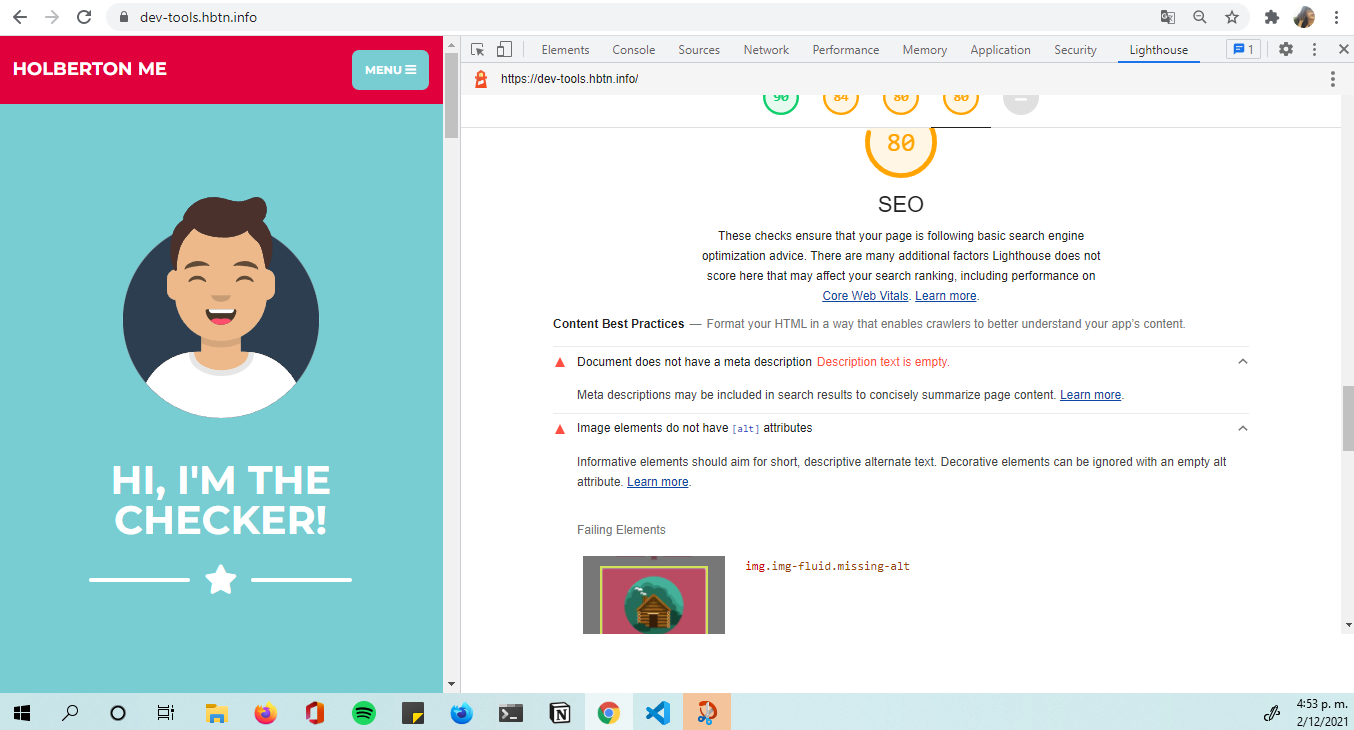 dev-tools.hbtn.info
HOLBERTON ME
MENU
HI, I'M THE
CHECKER!
Elements Console Sources Network Performance Memory Application Security Lighthouse 1
https://dev-tools.hbtn.info/
90 84 80 80
80
SEO
These checks ensure that your page is following basic search engine
optimization advice. There are many additional factors Lighthouse does not
score here that may affect your search ranking, including performance on
Core Web Vitals. Learn more.
Content Best Practices — Format your HTML in a way that enables crawlers to better understand your app's content.
Document does not have a meta description Description text is empty.
Meta descriptions may be included in search results to concisely summarize page content. Learn more.
Image elements do not have [alt] attributes
Informative elements should aim for short, descriptive alternate text. Decorative elements can be ignored with an empty alt
attribute. Learn more.
Failing Elements
img.img-fluid.missing-alt
4:53 p. m.
2/12/2021